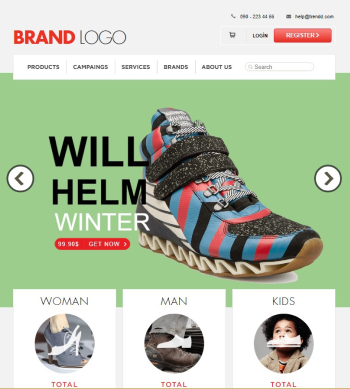 090 - 223 44 66 help@brendd.com
BRAND LOGO
LOGIN REGISTER >
PRODUCTS CAMPAINGS SERVICES BRANDS ABOUT US Search
WILL
HELM
WINTER
99.90$ GET NOW >
WOMAN MAN KIDS
TOTAL TOTAL TOTAL